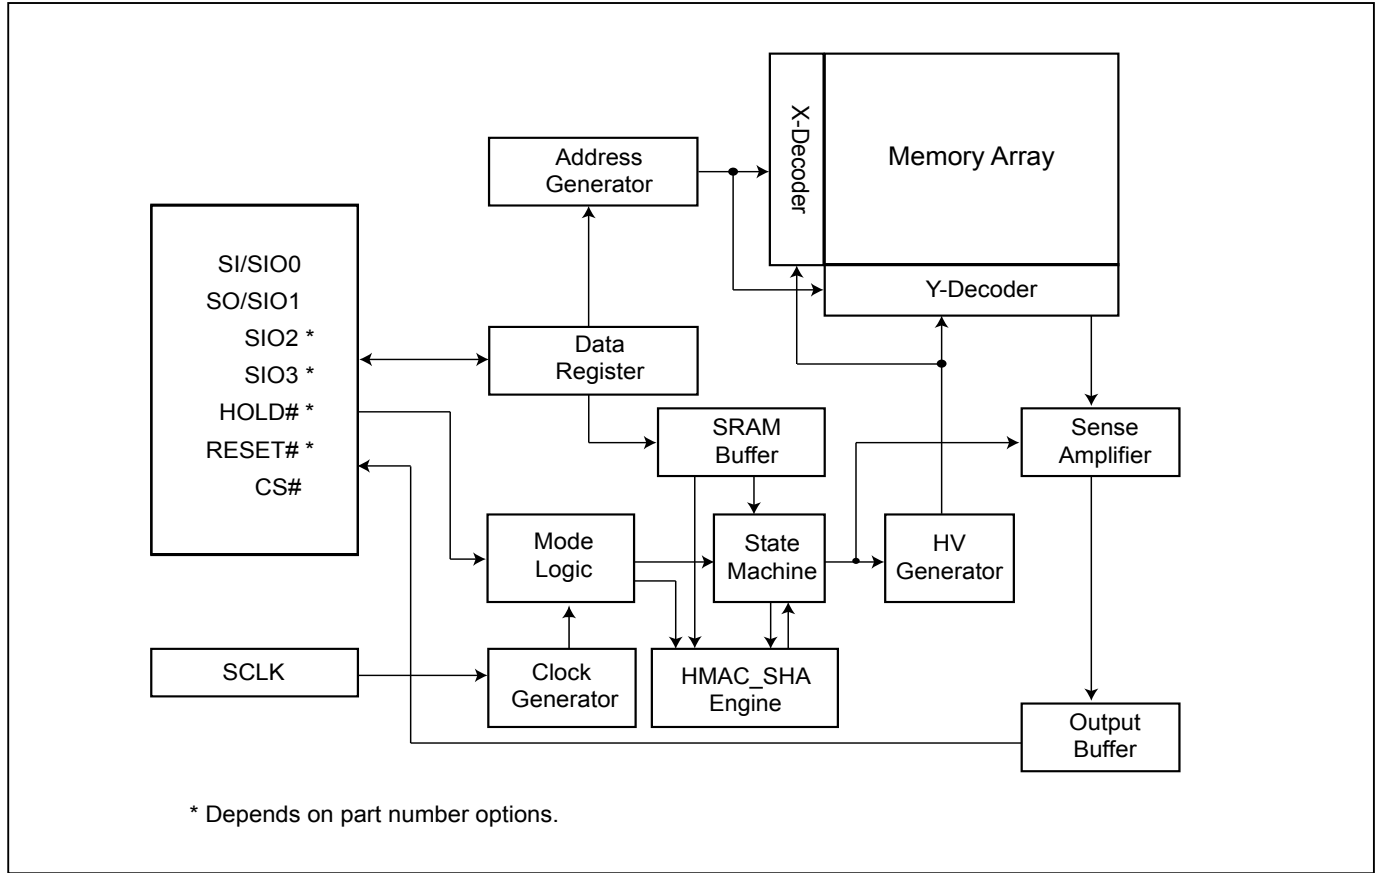 X-Decoder
Memory Array
Address
Generator
SI/SIO0
SO/SIO1
SIO2 *
SIO3 *
HOLD# *
RESET# *
CS#
Y-Decoder
Data
Register
SRAM
Buffer
Sense
Amplifier
Mode
Logic
State
Machine
HV
Generator
SCLK
Clock
Generator
HMAC_SHA
Engine
Output
Buffer
* Depends on part number options.